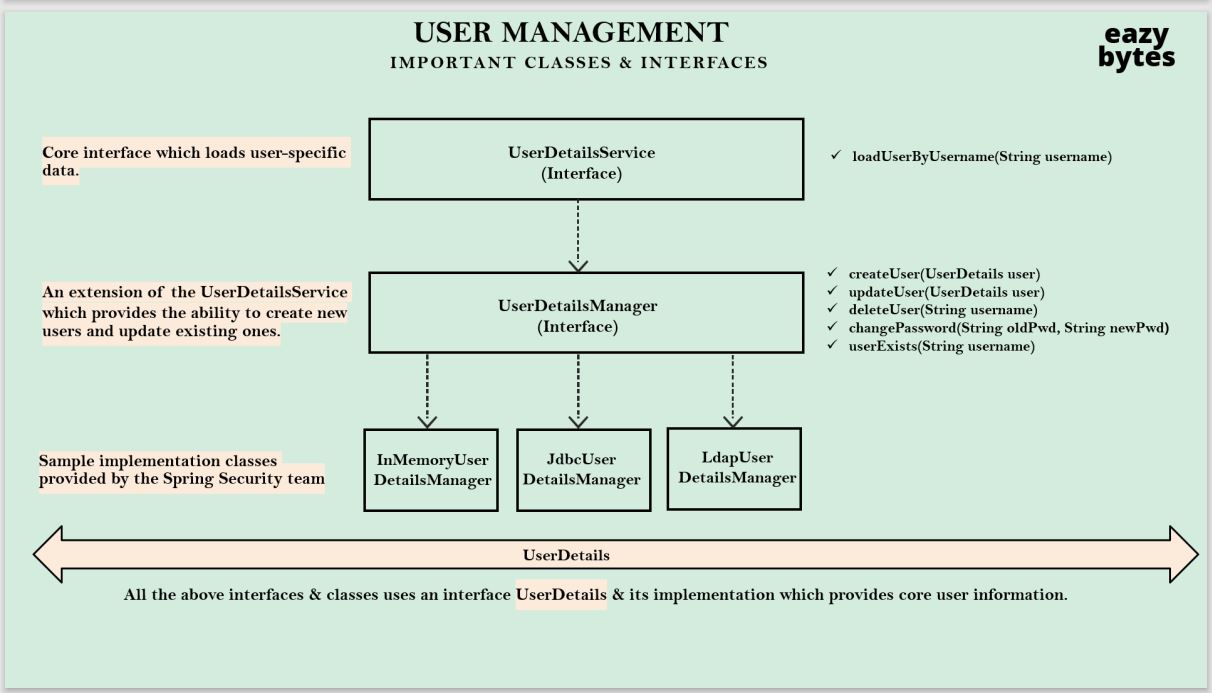 USER MANAGEMENT
IMPORTANT CLASSES & INTERFACES
eazy
bytes
Core interface which loads user-specific
data.
UserDetailsService
(Interface)
✓ loadUserByUsername(String username)
An extension of the UserDetailsService
which provides the ability to create new
users and update existing ones.
UserDetailsManager
(Interface)
✓ createUser(UserDetails user)
✓ updateUser(UserDetails user)
✓ deleteUser(String username)
✓ changePassword(String oldPwd, String newPwd)
✓ userExists(String username)
Sample implementation classes
provided by the Spring Security team
InMemoryUser
DetailsManager
JdbcUser
DetailsManager
LdapUser
DetailsManager
UserDetails
All the above interfaces & classes uses an interface UserDetails & its implementation which provides core user information.